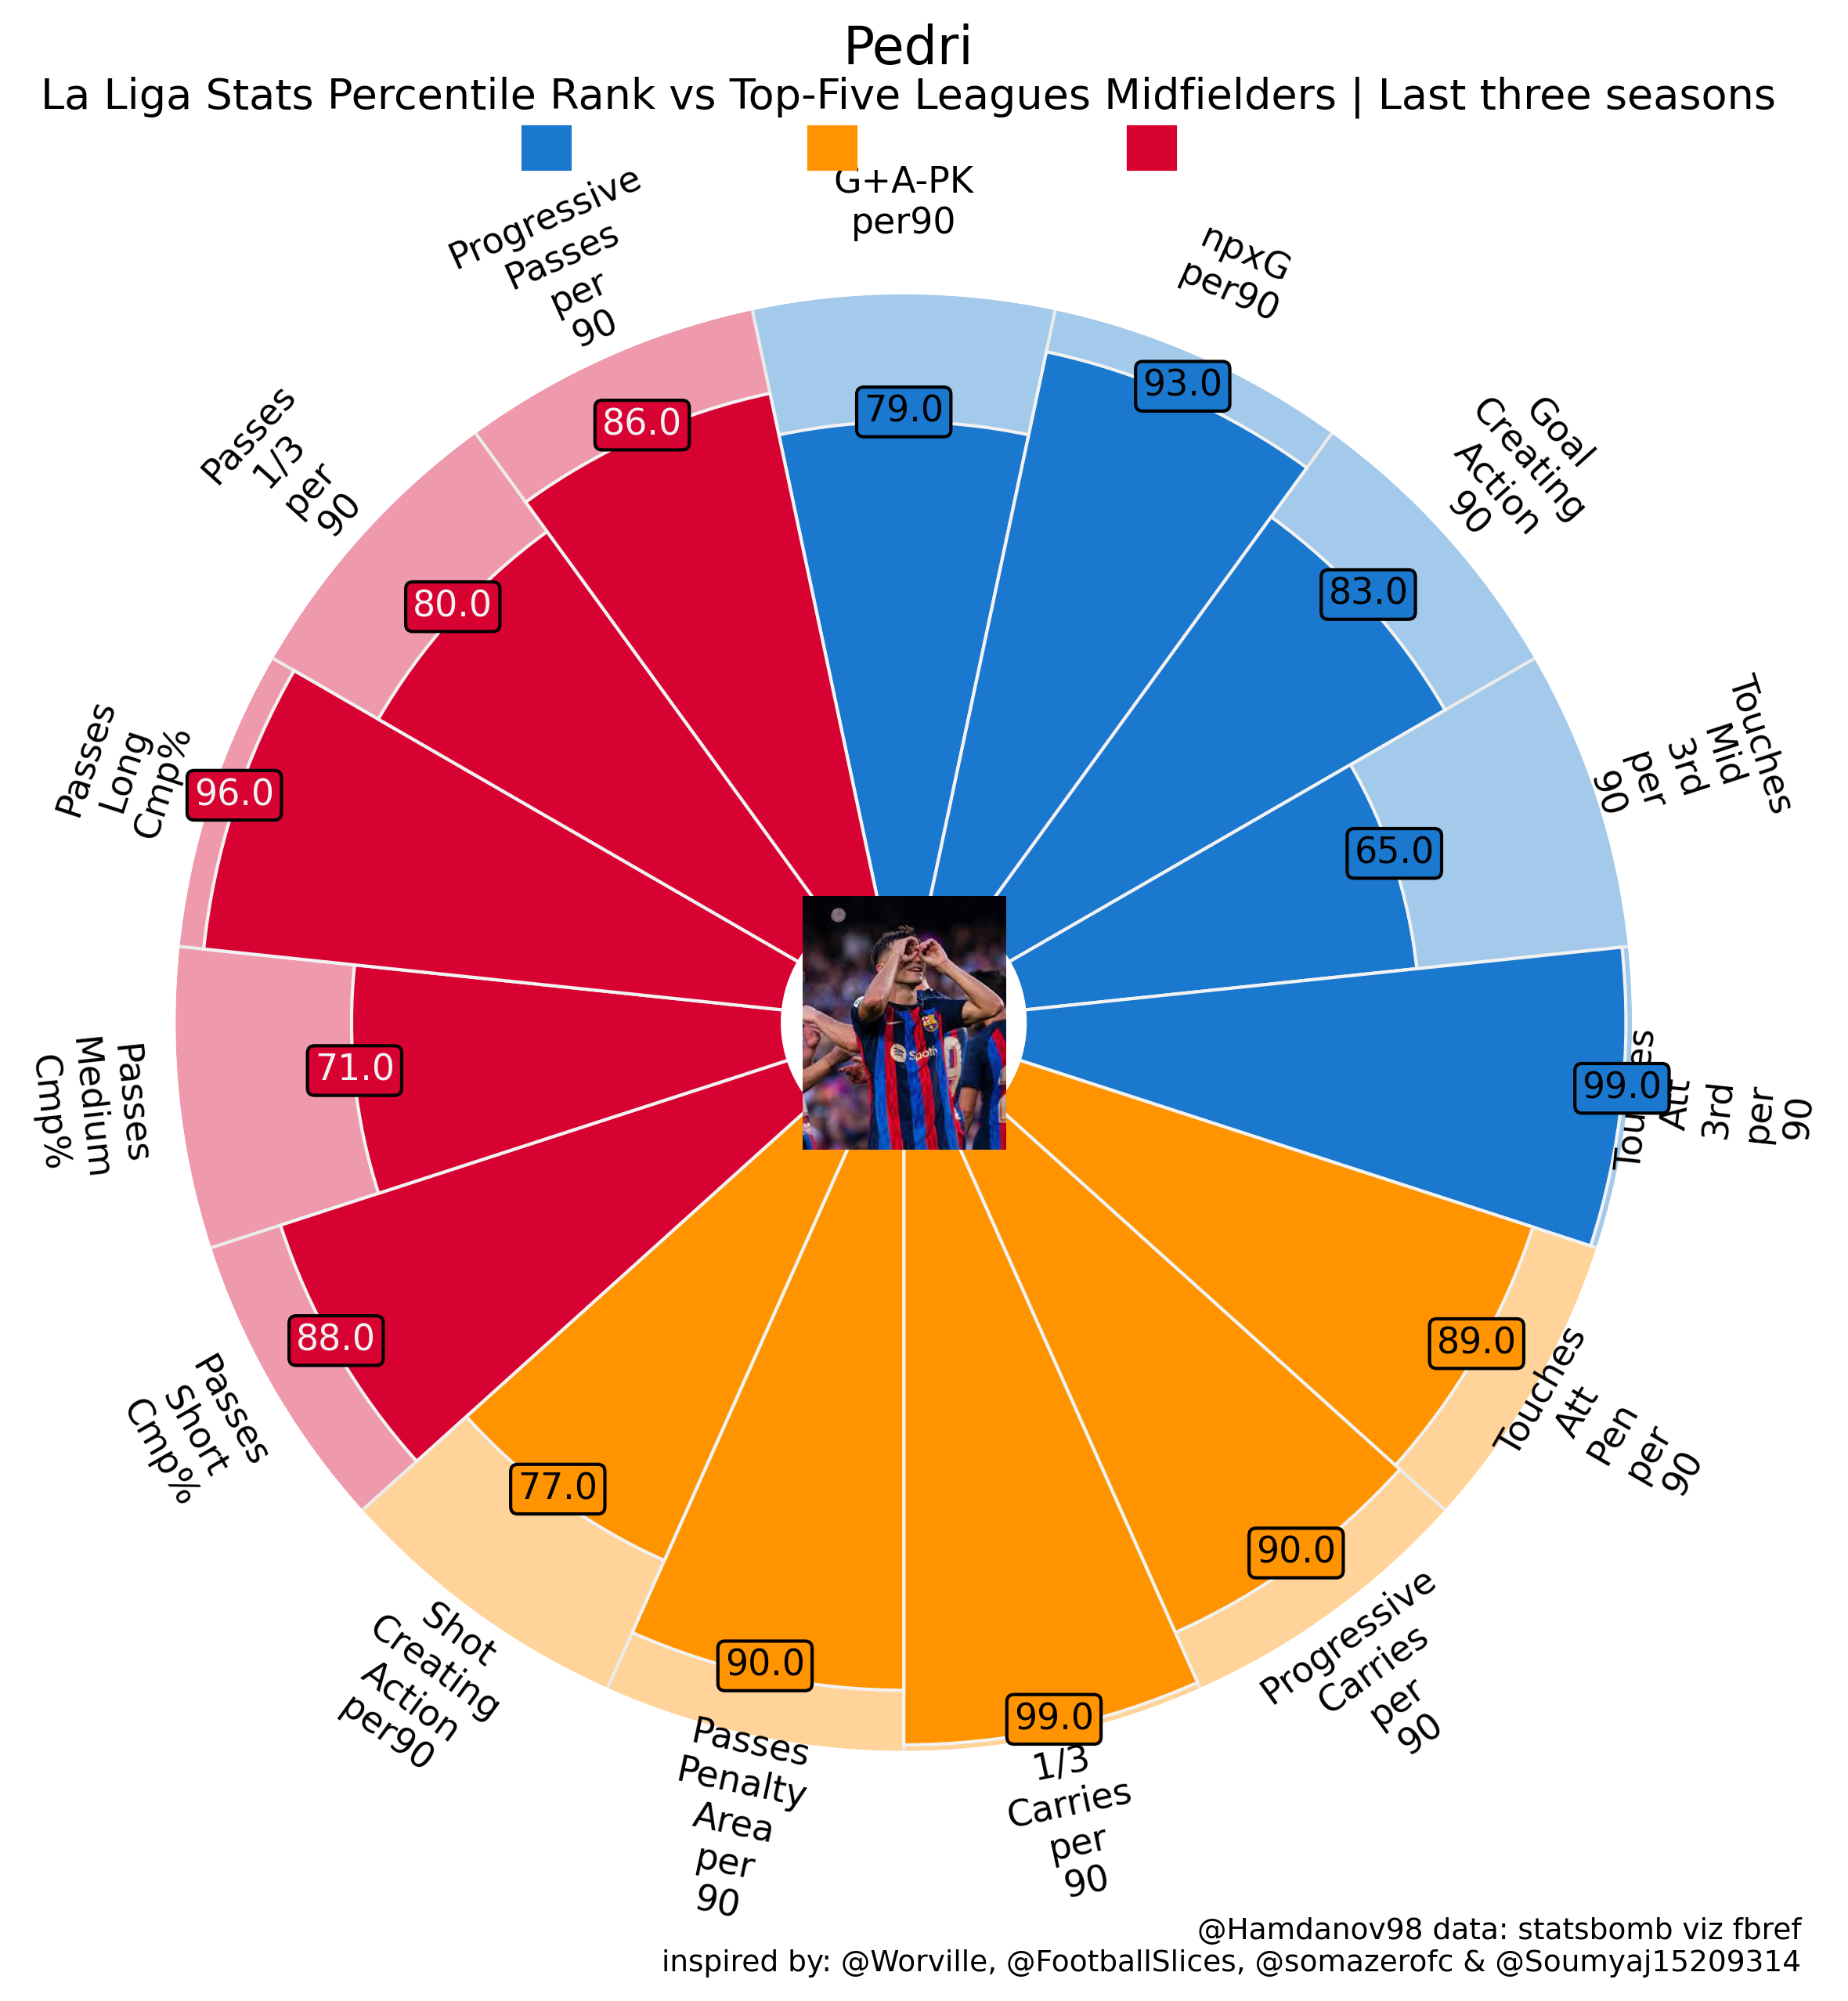 Pedri
La Liga Stats Percentile Rank vs Top-Five Leagues Midfielders | Last three seasons
G+A-PK
per90
79.0
npxG
per90
93.0
Goal
Creating
Action
90
83.0
Touches
Mid
3rd
per
90
65.0
Touches
Att
3rd
per
90
99.0
Touches
Att
Pen
per
90
89.0
Progressive
Carries
per
90
90.0
1/3
Carries
per
90
99.0
Passes
Penalty
Area
per
90
90.0
Shot
Creating
Action
per90
77.0
Passes
Short
Cmp%
88.0
Passes
Medium
Cmp%
71.0
Passes
Long
Cmp%
96.0
Passes
1/3
per
90
80.0
Progressive
Passes
per
90
86.0
Spotify
@Hamdanov98 data: statsbomb viz fbref
inspired by: @Worville, @FootballSlices, @somazerofc & @Soumyaj15209314